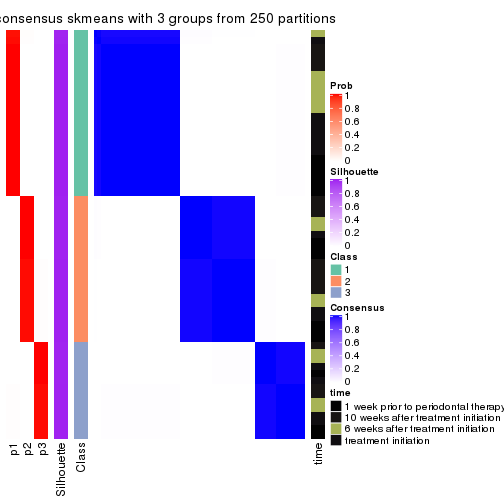 consensus skmeans with 3 groups from 250 partitions
Prob
1
0.8
0.6
0.4
0.2
0
Silhouette
1
0.8
0.6
0.4
0.2
0
Class
1
2
3
Consensus
1
0.8
0.6
0.4
0.2
0
time
1 week prior to periodontal therapy
10 weeks after treatment initiation
6 weeks after treatment initiation
treatment initiation
p1
p2
p3
Silhouette
Class
time